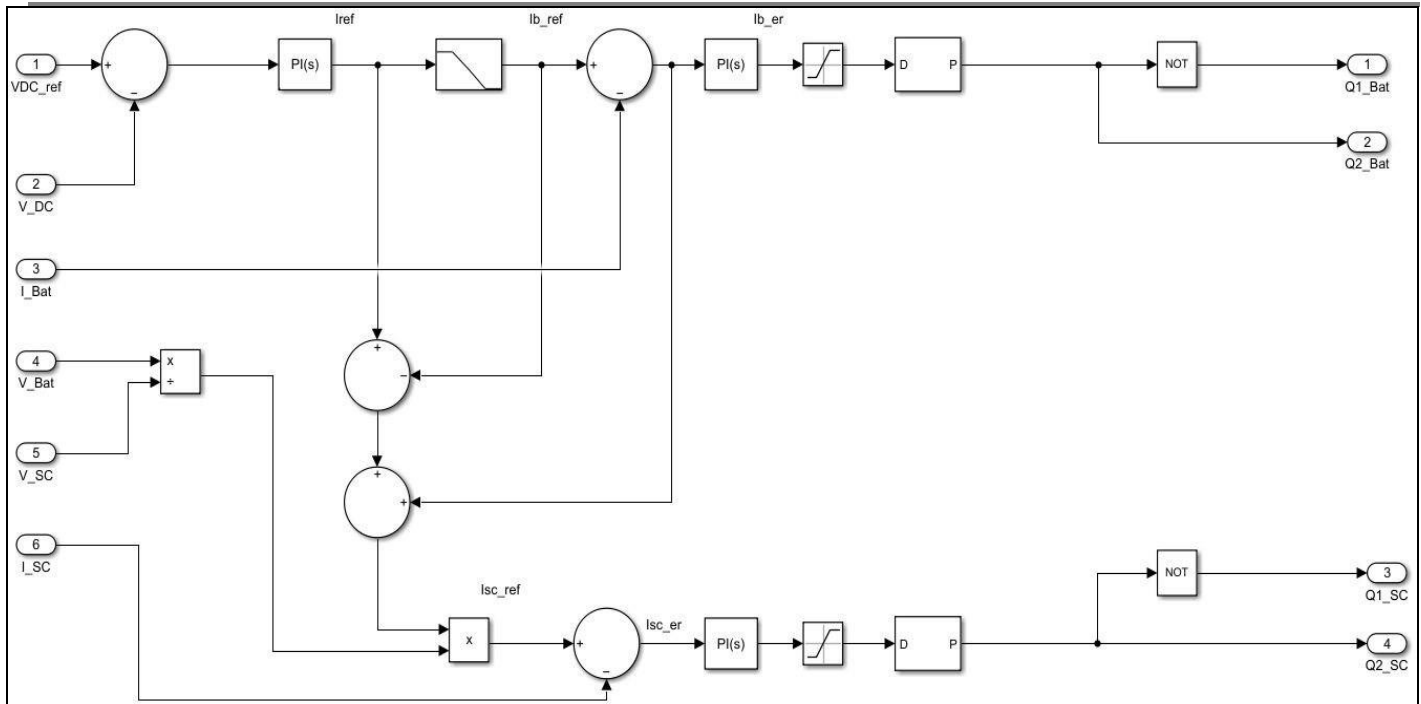 Iref
Ib_ref
Ib_er
1
VDC_ref
+
−
PI(s)
+
−
PI(s)
D P
NOT
1
Q1_Bat
2
Q2_Bat
2
V_DC
3
I_Bat
4
V_Bat
x
÷
+
−
5
V_SC
+
+
6
I_SC
Isc_ref
x
+
−
Isc_er
PI(s)
D P
NOT
3
Q1_SC
4
Q2_SC